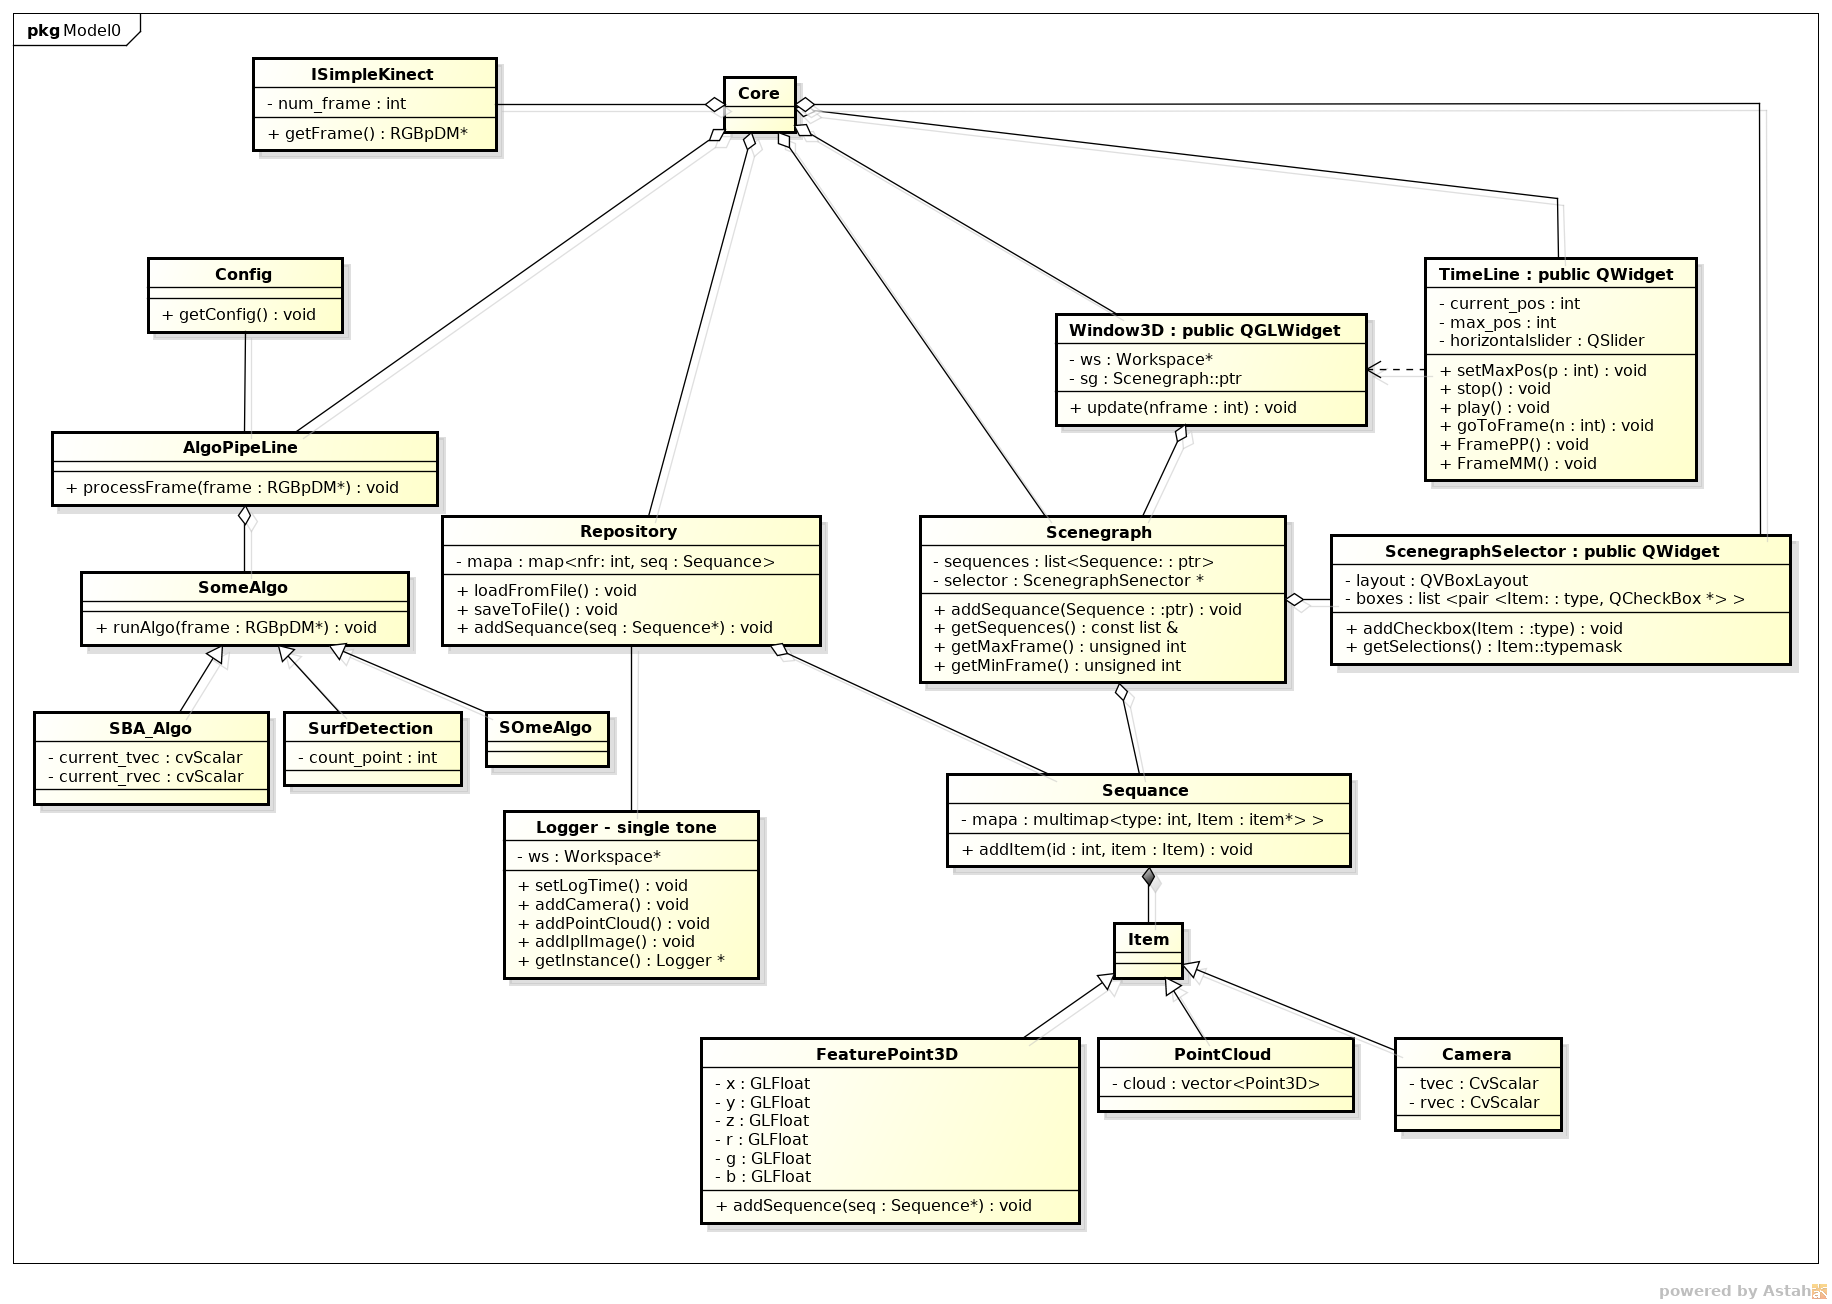 pkg Model0
ISimpleKinect
- num_frame : int
+ getFrame() : RGBpDM*
Core
Config
+ getConfig() : void
TimeLine : public QWidget
- current_pos : int
- max_pos : int
- horizontalslider : QSlider
+ setMaxPos(p : int) : void
+ stop() : void
+ play() : void
+ goToFrame(n : int) : void
+ FramePP() : void
+ FrameMM() : void
Window3D : public QGLWidget
- ws : Workspace*
- sg : Scenegraph::ptr
+ update(nframe : int) : void
AlgoPipeLine
+ processFrame(frame : RGBpDM*) : void
Repository
- mapa : map<nfr: int, seq : Sequance>
+ loadFromFile() : void
+ saveToFile() : void
+ addSequance(seq : Sequence*) : void
Scenegraph
- sequences : list<Sequence: : ptr>
- selector : ScenegraphSenector *
+ addSequance(Sequence : :ptr) : void
+ getSequences() : const list &
+ getMaxFrame() : unsigned int
+ getMinFrame() : unsigned int
ScenegraphSelector : public QWidget
- layout : QVBoxLayout
- boxes : list <pair <Item: : type, QCheckBox *> >
+ addCheckbox(Item : :type) : void
+ getSelections() : Item::typemask
SomeAlgo
+ runAlgo(frame : RGBpDM*) : void
SBA_Algo
- current_tvec : cvScalar
- current_rvec : cvScalar
SurfDetection
- count_point : int
SOmeAlgo
Logger - single tone
- ws : Workspace*
+ setLogTime() : void
+ addCamera() : void
+ addPointCloud() : void
+ addIplImage() : void
+ getInstance() : Logger *
Sequance
- mapa : multimap<type: int, Item : item*> >
+ addItem(id : int, item : Item) : void
Item
FeaturePoint3D
- x : GLFloat
- y : GLFloat
- z : GLFloat
- r : GLFloat
- g : GLFloat
- b : GLFloat
+ addSequence(seq : Sequence*) : void
PointCloud
- cloud : vector<Point3D>
Camera
- tvec : CvScalar
- rvec : CvScalar
powered by Astah